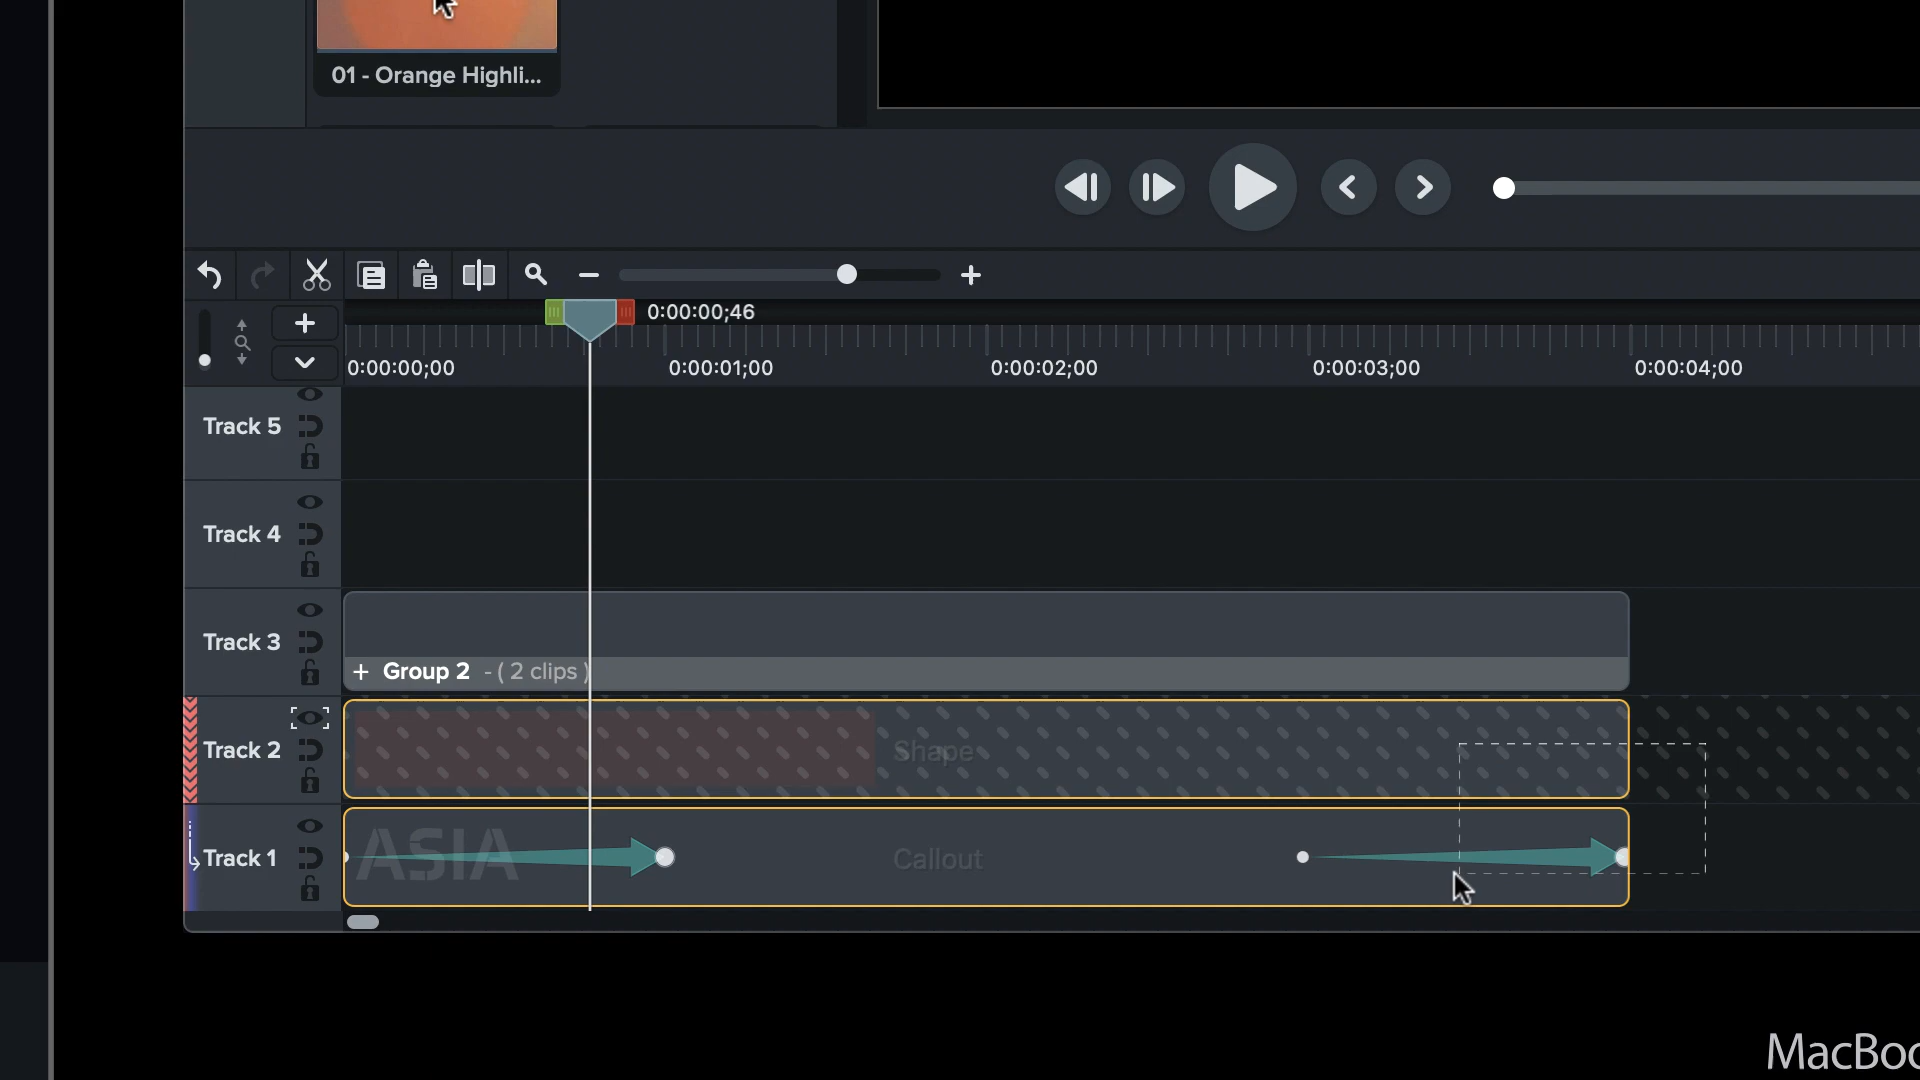 01 - Orange Highli...
0:00:00;46
0:00:00;00
0:00:01;00
0:00:02;00
0:00:03;00
0:00:04;00
Track 5
Track 4
Track 3
+ Group 2 - ( 2 clips )
Track 2
Shape
Track 1
ASIA
Callout
MacBoo